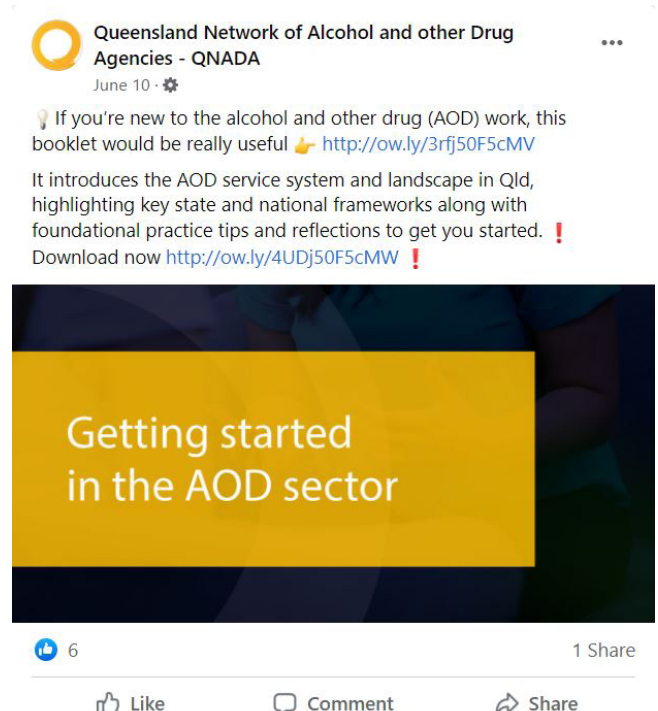 Queensland Network of Alcohol and other Drug
Agencies - QNADA
June 10 ·
If you're new to the alcohol and other drug (AOD) work, this
booklet would be really useful 👉 http://ow.ly/3rfj50F5cMV
It introduces the AOD service system and landscape in Qld,
highlighting key state and national frameworks along with
foundational practice tips and reflections to get you started. ❗
Download now http://ow.ly/4UDj50F5cMW ❗
Getting started
in the AOD sector
6 1 Share
Like Comment Share